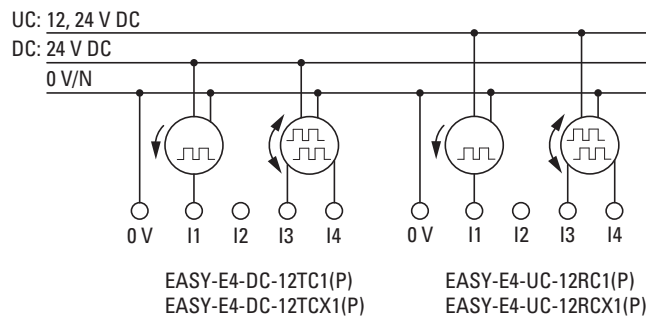 UC: 12, 24 V DC
DC: 24 V DC
0 V/N
0 V I1 I2 I3 I4 0 V I1 I2 I3 I4
EASY-E4-DC-12TC1(P) EASY-E4-UC-12RC1(P)
EASY-E4-DC-12TCX1(P) EASY-E4-UC-12RCX1(P)